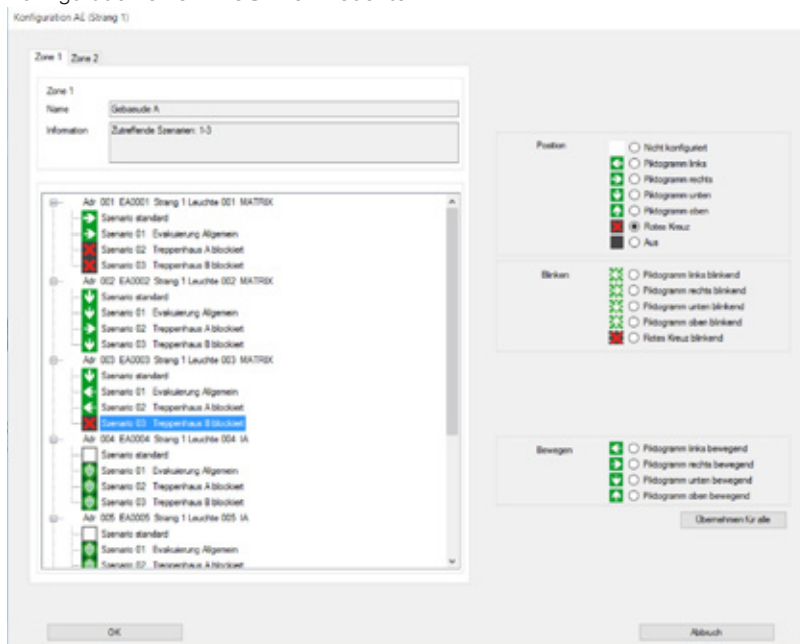 Konfiguration AE (Strang 1)
Zone 1 Zone 2
Zone 1
Name Gebaeude A
Information Zutreffende Szenarien: 1-3
Adr 001 EA0001 Strang 1 Leuchte 001 MATRIX
Szenario standard
Szenario 01 Evakuierung Allgemein
Szenario 02 Treppenhaus A blockiert
Szenario 03 Treppenhaus B blockiert
Adr 002 EA0002 Strang 1 Leuchte 002 MATRIX
Szenario standard
Szenario 01 Evakuierung Allgemein
Szenario 02 Treppenhaus A blockiert
Szenario 03 Treppenhaus B blockiert
Adr 003 EA0003 Strang 1 Leuchte 003 MATRIX
Szenario standard
Szenario 01 Evakuierung Allgemein
Szenario 02 Treppenhaus A blockiert
Szenario 03 Treppenhaus B blockiert
Adr 004 EA0004 Strang 1 Leuchte 004 IA
Szenario standard
Szenario 01 Evakuierung Allgemein
Szenario 02 Treppenhaus A blockiert
Szenario 03 Treppenhaus B blockiert
Adr 005 EA0005 Strang 1 Leuchte 005 IA
Szenario standard
Szenario 01 Evakuierung Allgemein
Szenario 02 Treppenhaus A blockiert
Position
Nicht konfiguriert
Piktogramm links
Piktogramm rechts
Piktogramm unten
Piktogramm oben
Rotes Kreuz
Aus
Blinken
Piktogramm links blinkend
Piktogramm rechts blinkend
Piktogramm unten blinkend
Piktogramm oben blinkend
Rotes Kreuz blinkend
Bewegen
Piktogramm links bewegend
Piktogramm rechts bewegend
Piktogramm unten bewegend
Piktogramm oben bewegend
Übernehmen für alle
OK
Abbruch